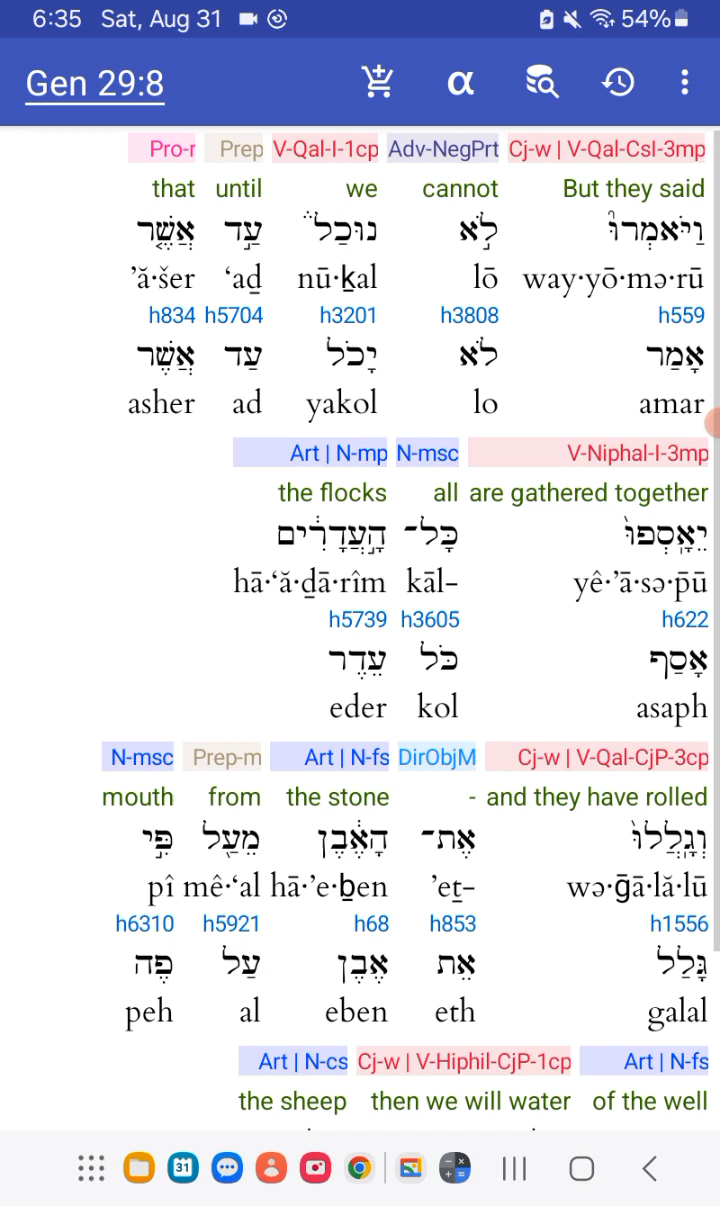 6:35 Sat, Aug 31 54%
Gen 29:8 α
Cj-w | V-Qal-CsI-3mp Adv-NegPrt V-Qal-I-1cp Prep Pro-r
But they said cannot we until that
וַיֹּאמְרוּ֮ לֹ֣א נוּכַל֒ עַ֣ד אֲשֶׁ֤ר
way·yō·mə·rū lō nū·ḵal ‘aḏ ’ă·šer
h559 h3808 h3201 h5704 h834
אָמַר לֹא יָכֹל עַד אֲשֶׁר
amar lo yakol ad asher
V-Niphal-I-3mp N-msc Art | N-mp
are gathered together all the flocks
יֵאָֽסְפוּ֙ כָּל־ הָ֣עֲדָרִ֔ים
yê·’ā·sə·p̄ū kāl- hā·‘ă·ḏā·rîm
h622 h3605 h5739
אָסַף כֹּל עֵדֶר
asaph kol eder
Cj-w | V-Qal-CjP-3cp DirObjM Art | N-fs Prep-m N-msc
and they have rolled - the stone from mouth
וְגָֽלֲלוּ֙ אֶת־ הָאֶ֔בֶן מֵעַ֖ל פִּ֣י
wə·ḡā·lă·lū ’eṯ- hā·’e·ḇen mê·‘al pî
h1556 h853 h68 h5921 h6310
גָּלַל אֵת אֶבֶן עַל פֶּה
galal eth eben al peh
Art | N-fs Cj-w | V-Hiphil-CjP-1cp Art | N-cs
of the well then we will water the sheep
31